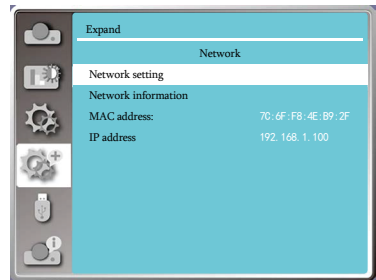 Expand
Network
Network setting
Network information
MAC address: 7C:6F:F8:4E:B9:2F
IP address 192.168.1.100